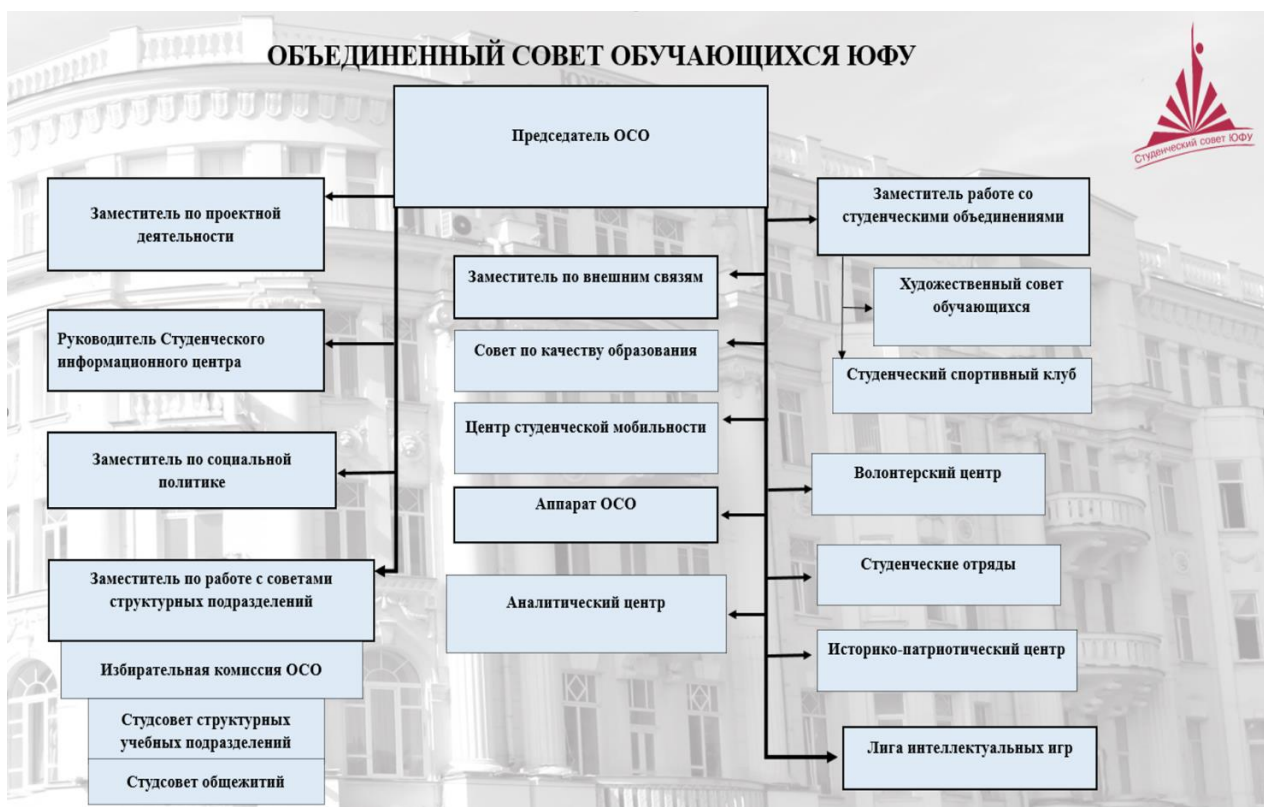 ОБЪЕДИНЕННЫЙ СОВЕТ ОБУЧАЮЩИХСЯ ЮФУ
Студенческий совет ЮФУ
Председатель ОСО
Заместитель по проектной
деятельности
Руководитель Студенческого
информационного центра
Заместитель по социальной
политике
Заместитель по работе с советами
структурных подразделений
Избирательная комиссия ОСО
Студсовет структурных
учебных подразделений
Студсовет общежитий
Заместитель по внешним связям
Совет по качеству образования
Центр студенческой мобильности
Аппарат ОСО
Аналитический центр
Заместитель работе со
студенческими объединениями
Художественный совет
обучающихся
Студенческий спортивный клуб
Волонтерский центр
Студенческие отряды
Историко-патриотический центр
Лига интеллектуальных игр